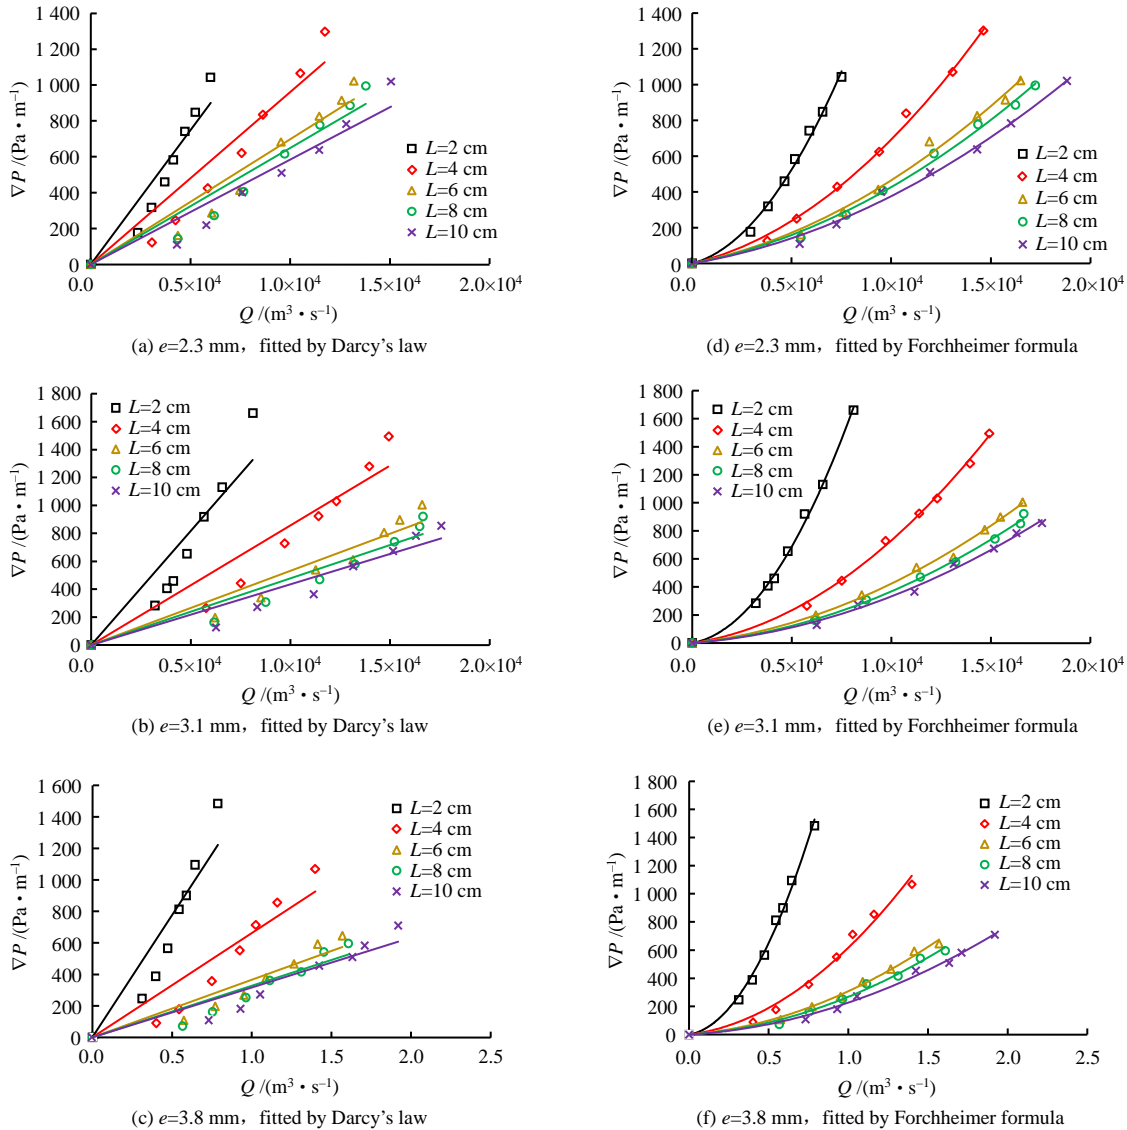 1 400
1 200
1 000
800
600
400
200
0
∇P /(Pa • m⁻¹)
L=2 cm
L=4 cm
L=6 cm
L=8 cm
L=10 cm
0.0 0.5×10⁴ 1.0×10⁴ 1.5×10⁴ 2.0×10⁴
Q /(m³ • s⁻¹)
(a) e=2.3 mm，fitted by Darcy’s law
1 400
1 200
1 000
800
600
400
200
0
∇P /(Pa • m⁻¹)
L=2 cm
L=4 cm
L=6 cm
L=8 cm
L=10 cm
0.0 0.5×10⁴ 1.0×10⁴ 1.5×10⁴ 2.0×10⁴
Q /(m³ • s⁻¹)
(d) e=2.3 mm，fitted by Forchheimer formula
1 800
1 600
1 400
1 200
1 000
800
600
400
200
0
∇P /(Pa • m⁻¹)
L=2 cm
L=4 cm
L=6 cm
L=8 cm
L=10 cm
0.0 0.5×10⁴ 1.0×10⁴ 1.5×10⁴ 2.0×10⁴
Q /(m³ • s⁻¹)
(b) e=3.1 mm，fitted by Darcy’s law
1 800
1 600
1 400
1 200
1 000
800
600
400
200
0
∇P /(Pa • m⁻¹)
L=2 cm
L=4 cm
L=6 cm
L=8 cm
L=10 cm
0.0 0.5×10⁴ 1.0×10⁴ 1.5×10⁴ 2.0×10⁴
Q /(m³ • s⁻¹)
(e) e=3.1 mm，fitted by Forchheimer formula
1 600
1 400
1 200
1 000
800
600
400
200
0
∇P /(Pa • m⁻¹)
L=2 cm
L=4 cm
L=6 cm
L=8 cm
L=10 cm
0.0 0.5 1.0 1.5 2.0 2.5
Q /(m³ • s⁻¹)
(c) e=3.8 mm，fitted by Darcy’s law
1 800
1 600
1 400
1 200
1 000
800
600
400
200
0
∇P /(Pa • m⁻¹)
L=2 cm
L=4 cm
L=6 cm
L=8 cm
L=10 cm
0.0 0.5 1.0 1.5 2.0 2.5
Q /(m³ • s⁻¹)
(f) e=3.8 mm，fitted by Forchheimer formula